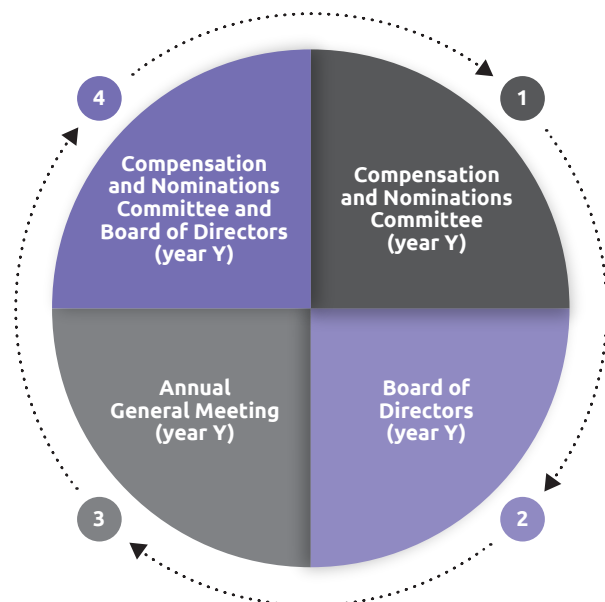 4
1
Compensation
and Nominations
Committee and
Board of Directors
(year Y)
Compensation
and Nominations
Committee
(year Y)
Annual
General Meeting
(year Y)
Board of
Directors
(year Y)
3
2